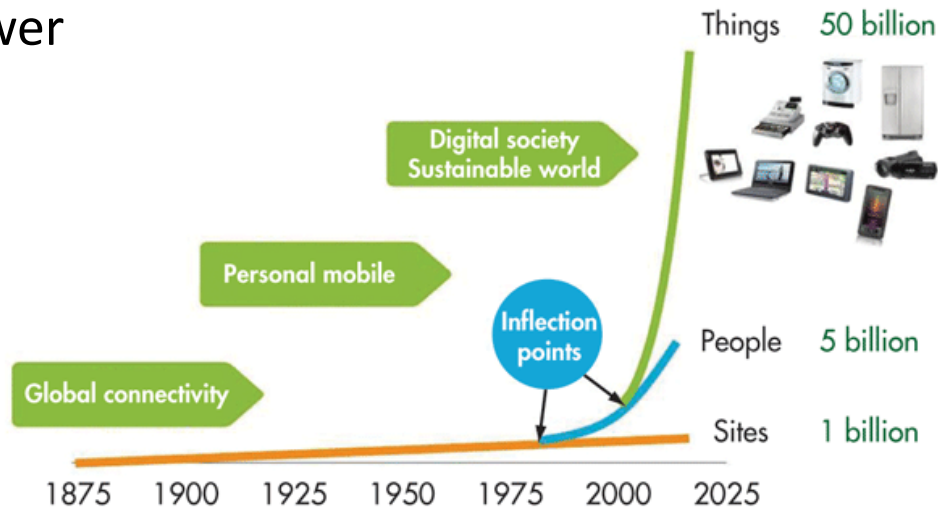 Things 50 billion
Digital society
Sustainable world
Personal mobile
Inflection
points
People 5 billion
Global connectivity
Sites 1 billion
1875 1900 1925 1950 1975 2000 2025